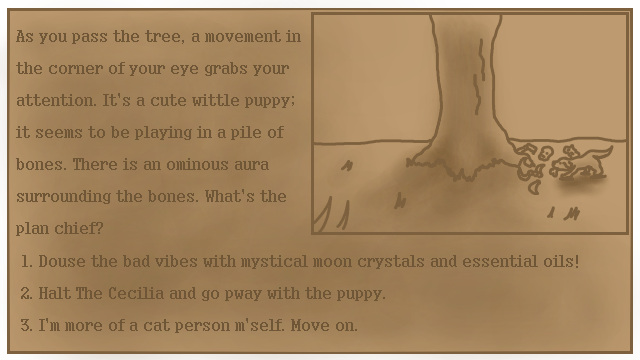 As you pass the tree, a movement in
the corner of your eye grabs your
attention. It's a cute wittle puppy;
it seems to be playing in a pile of
bones. There is an ominous aura
surrounding the bones. What's the
plan chief?
1. Douse the bad vibes with mystical moon crystals and essential oils!
2. Halt The Cecilia and go pway with the puppy.
3. I'm more of a cat person m'self. Move on.